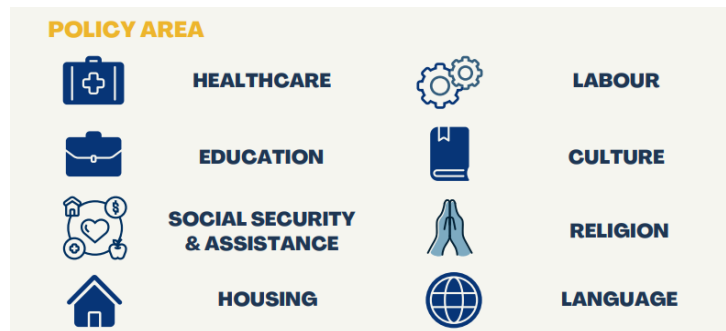 POLICY AREA
HEALTHCARE
LABOUR
EDUCATION
CULTURE
SOCIAL SECURITY
& ASSISTANCE
RELIGION
HOUSING
LANGUAGE